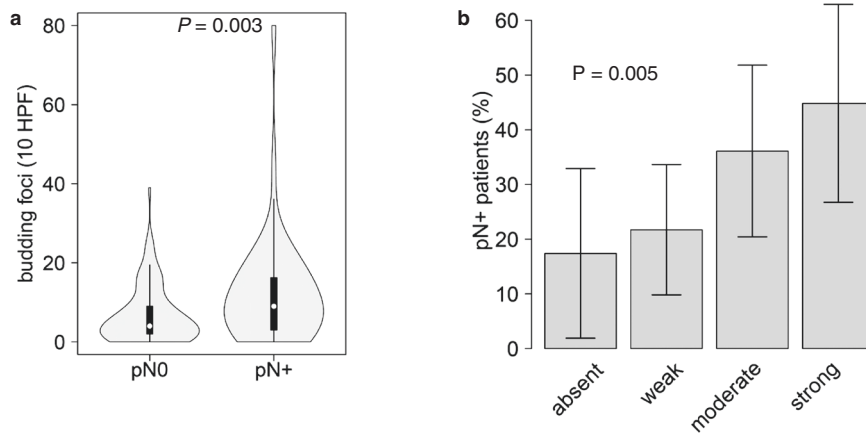 a
P = 0.003
budding foci (10 HPF)
80
60
40
20
0
pN0
pN+
b
P = 0.005
pN+ patients (%)
60
50
40
30
20
10
0
absent
weak
moderate
strong